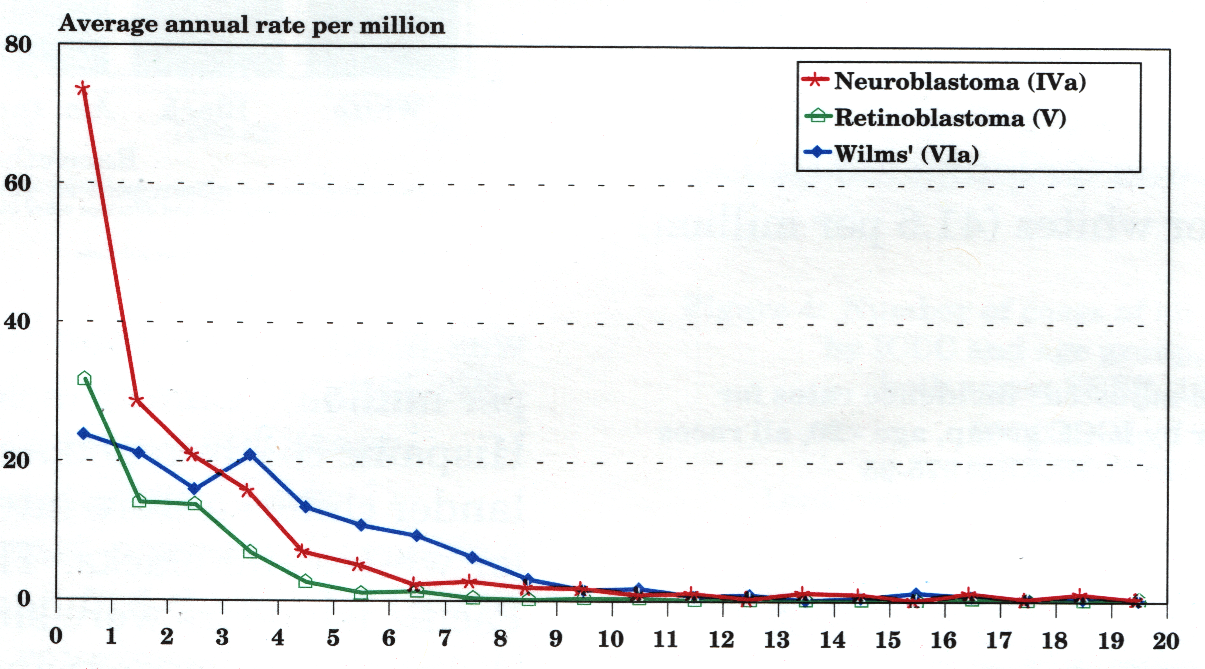 Average annual rate per million
80
Neuroblastoma (IVa)
Retinoblastoma (V)
Wilms' (VIa)
60
40
20
0
0 1 2 3 4 5 6 7 8 9 10 11 12 13 14 15 16 17 18 19 20